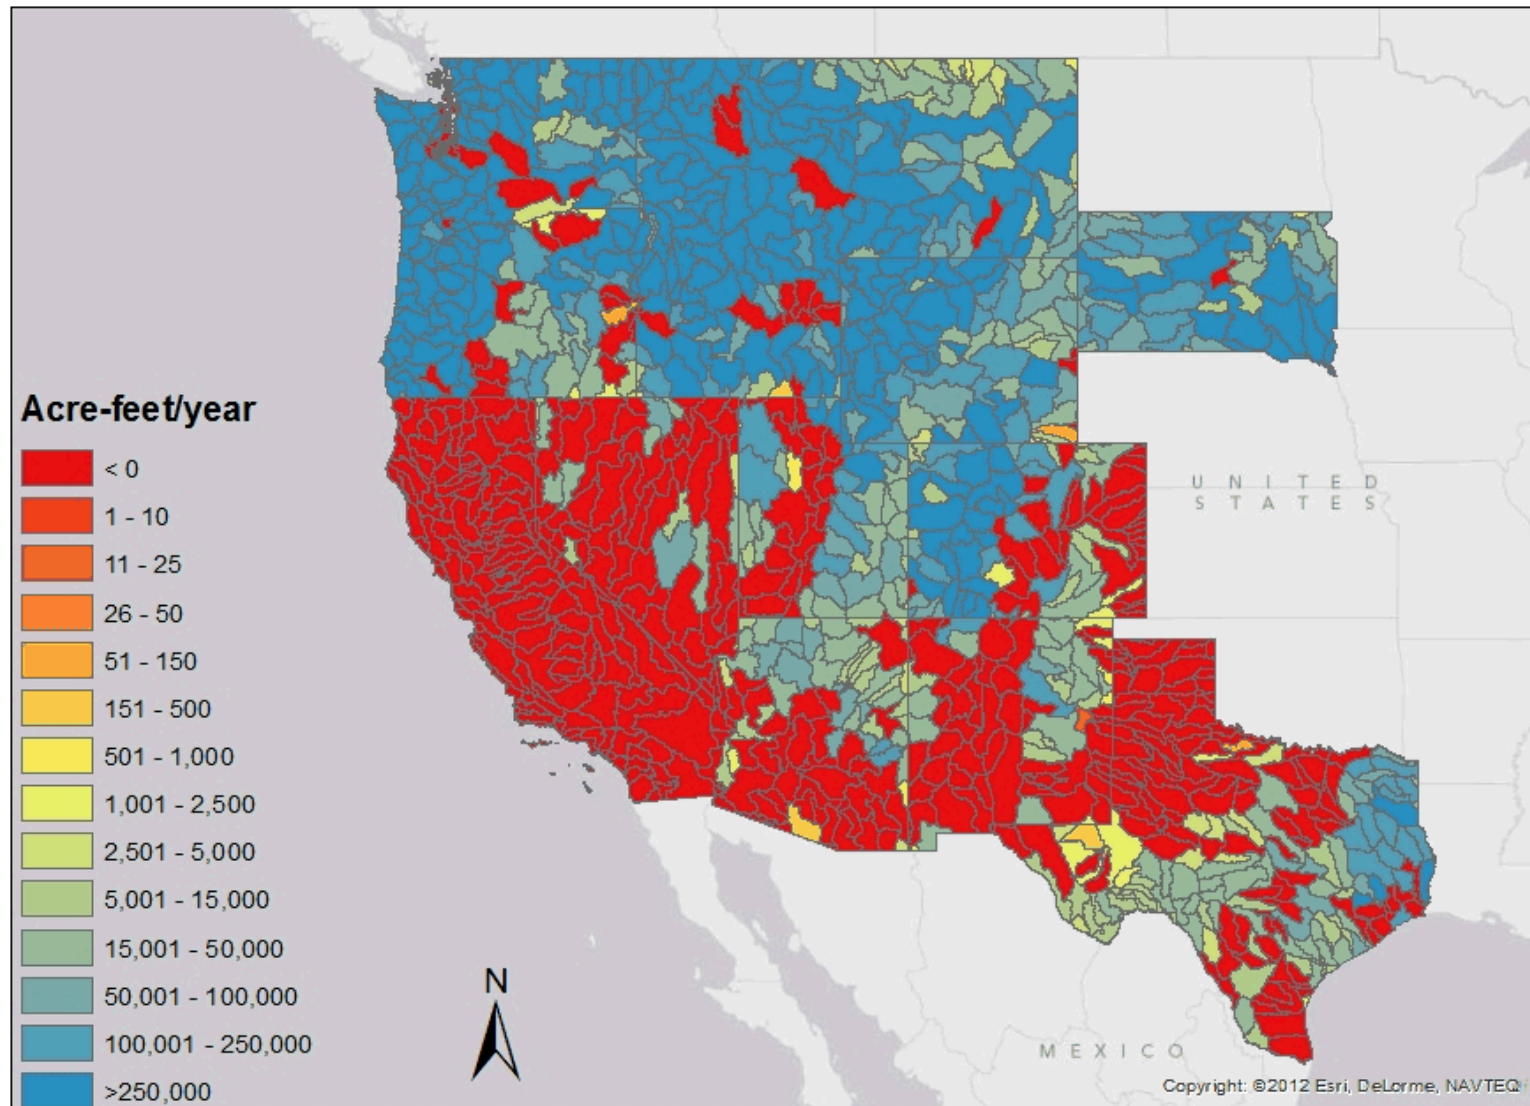 Acre-feet/year
< 0
1 - 10
11 - 25
26 - 50
51 - 150
151 - 500
501 - 1,000
1,001 - 2,500
2,501 - 5,000
5,001 - 15,000
15,001 - 50,000
50,001 - 100,000
100,001 - 250,000
>250,000
N
UNITED
STATES
MEXICO
Copyright: ©2012 Esri, DeLorme, NAVTEQ